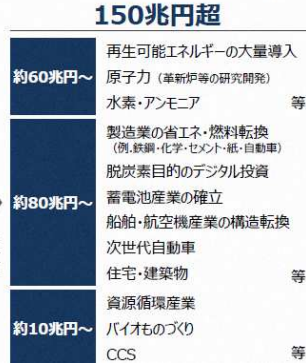 150兆円超
約60兆円~
再生可能エネルギーの大量導入
原子力（革新炉等の研究開発）
水素・アンモニア 等
約80兆円~
製造業の省エネ・燃料転換
（例.鉄鋼・化学・セメント・紙・自動車）
脱炭素目的のデジタル投資
蓄電池産業の確立
船舶・航空機産業の構造転換
次世代自動車
住宅・建築物 等
約10兆円~
資源循環産業
バイオものづくり
CCS 等